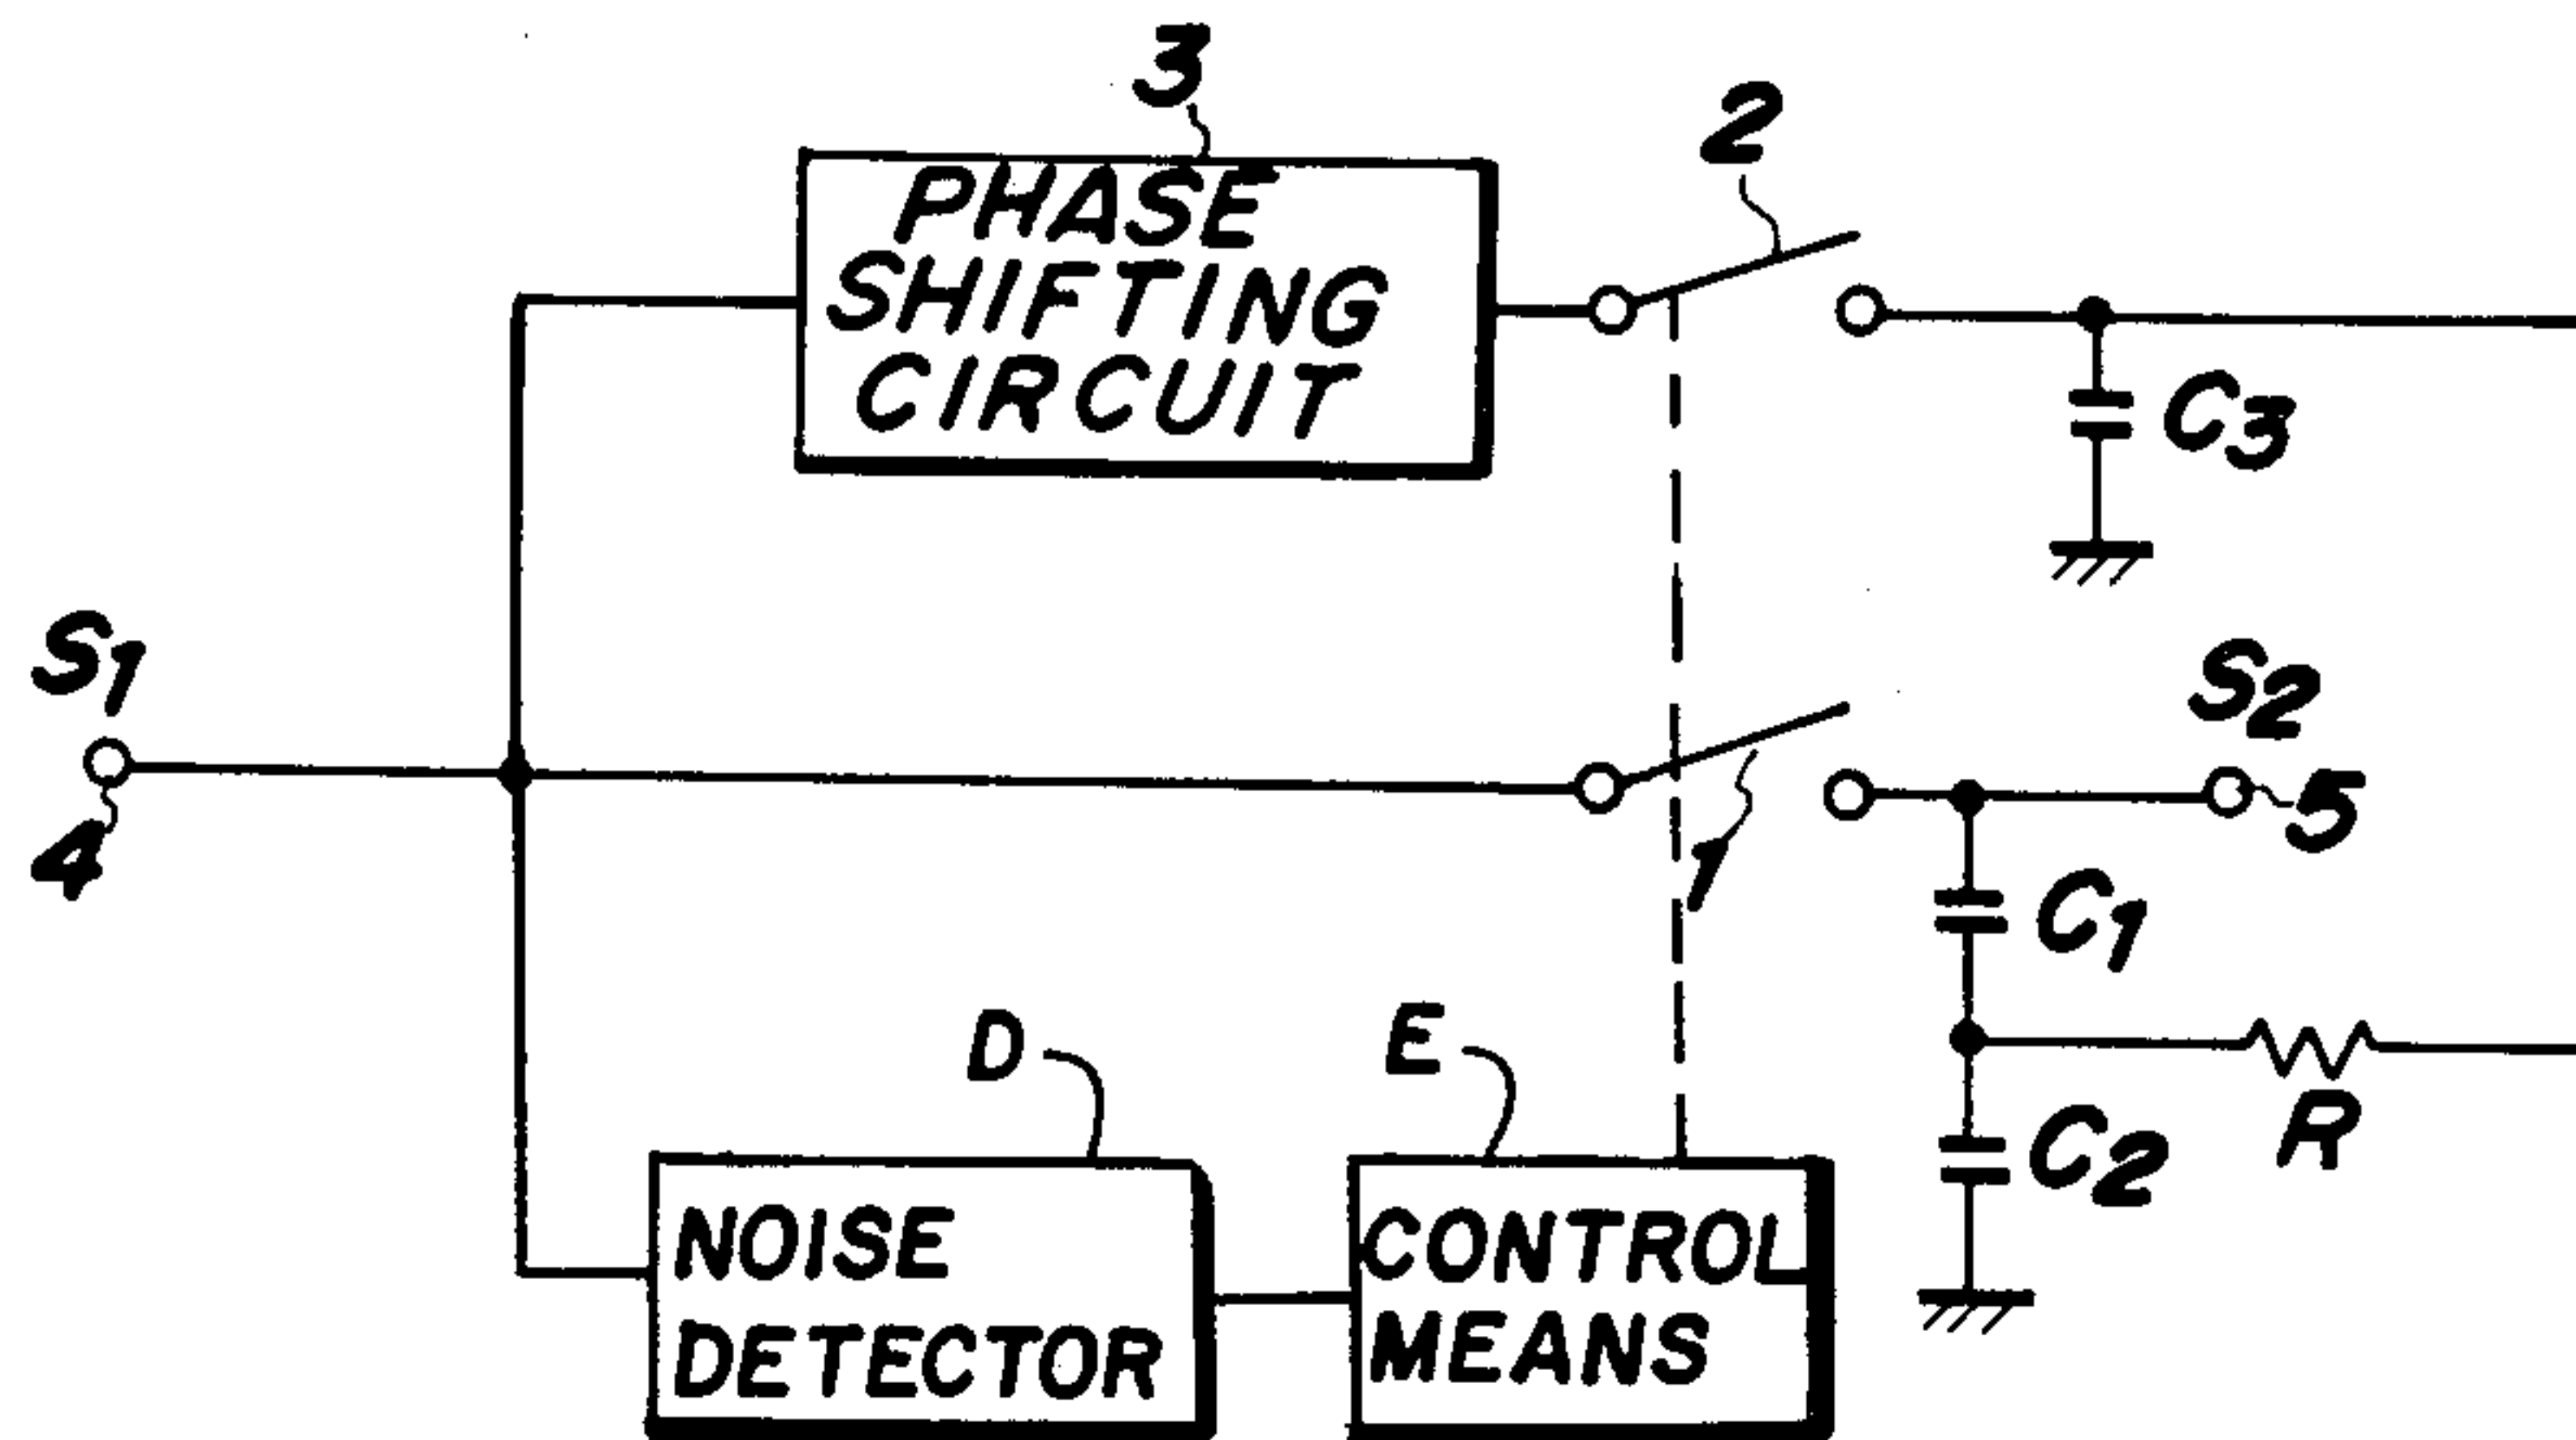 3
2
PHASE
SHIFTING
CIRCUIT
C3
S1
S2
4
5
1
C1
D
E
R
C2
NOISE
DETECTOR
CONTROL
MEANS